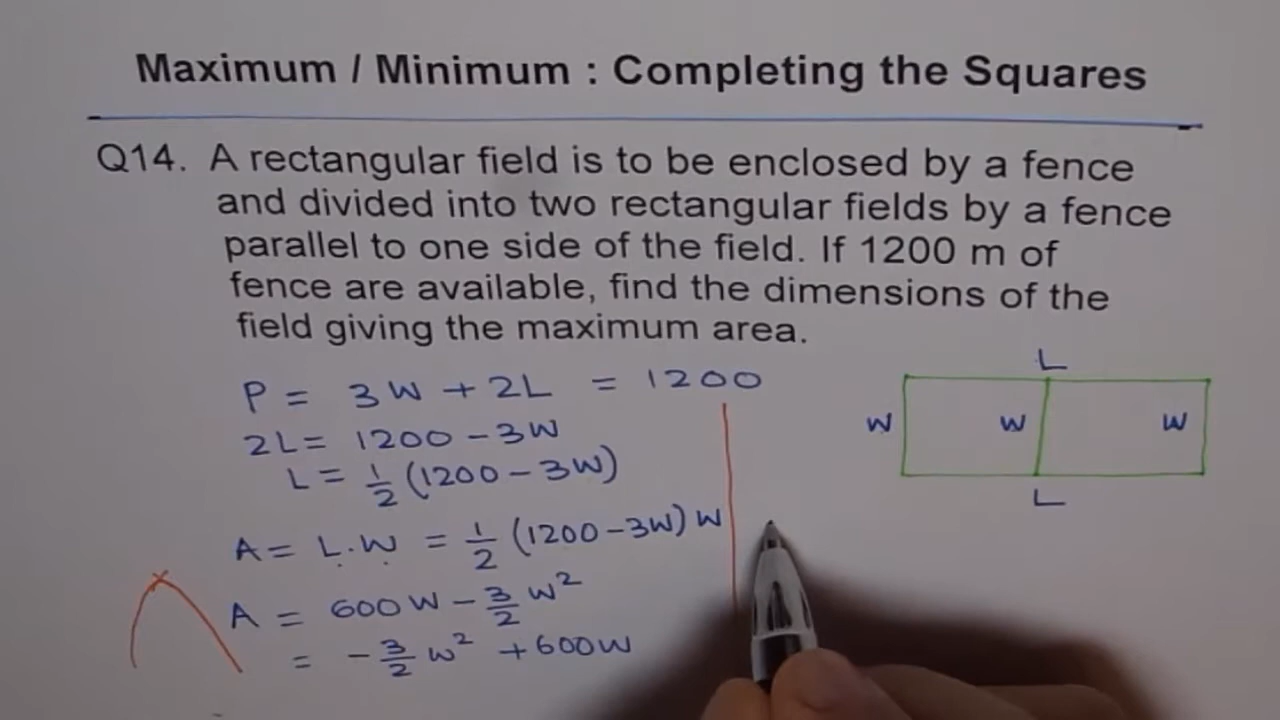 Maximum / Minimum : Completing the Squares
Q14. A rectangular field is to be enclosed by a fence
and divided into two rectangular fields by a fence
parallel to one side of the field. If 1200 m of
fence are available, find the dimensions of the
field giving the maximum area.
P = 3W + 2L = 1200
2L = 1200 - 3W
L = 1/2 (1200 - 3W)
A = L.W = 1/2 (1200 - 3W) W
A = 600W - 3/2 W²
= - 3/2 W² + 600W
L
W W W
L